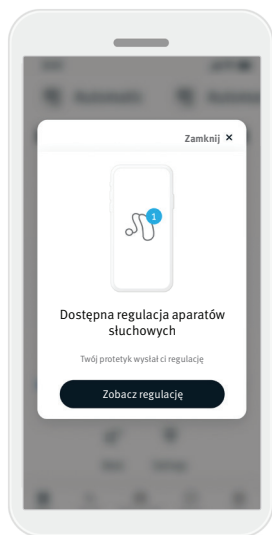 Zamknij ×
1
Dostępna regulacja aparatów
słuchowych
Twój protetyk wysłał ci regulację
Zobacz regulację